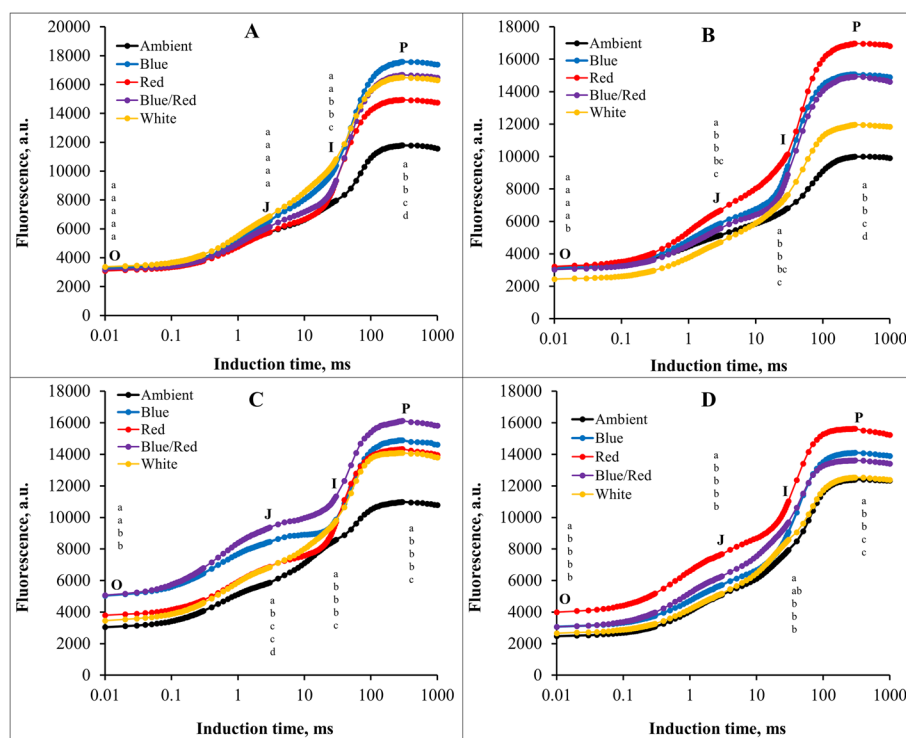 A
20000
18000
16000
14000
12000
10000
8000
6000
4000
2000
0
Fluorescence, a.u.
Ambient
Blue
Red
Blue/Red
White
a
a
a
a
a
O
a
a
a
a
a
J
a
a
b
b
c
I
P
a
b
b
c
d
0.01 0.1 1 10 100 1000
Induction time, ms
B
18000
16000
14000
12000
10000
8000
6000
4000
2000
0
Fluorescence, a.u.
Ambient
Blue
Red
Blue/Red
White
a
a
a
a
b
O
a
b
b
bc
c
J
I
a
b
b
bc
c
P
a
b
b
c
d
0.01 0.1 1 10 100 1000
Induction time, ms
C
18000
16000
14000
12000
10000
8000
6000
4000
2000
0
Fluorescence, a.u.
Ambient
Blue
Red
Blue/Red
White
a
a
b
b
O
J
a
b
c
c
d
I
a
b
b
b
c
P
a
b
b
b
c
0.01 0.1 1 10 100 1000
Induction time, ms
D
18000
16000
14000
12000
10000
8000
6000
4000
2000
0
Fluorescence, a.u.
Ambient
Blue
Red
Blue/Red
White
a
b
b
b
b
O
a
b
b
b
b
J
I
a
ab
b
b
b
P
a
b
b
c
c
0.01 0.1 1 10 100 1000
Induction time, ms